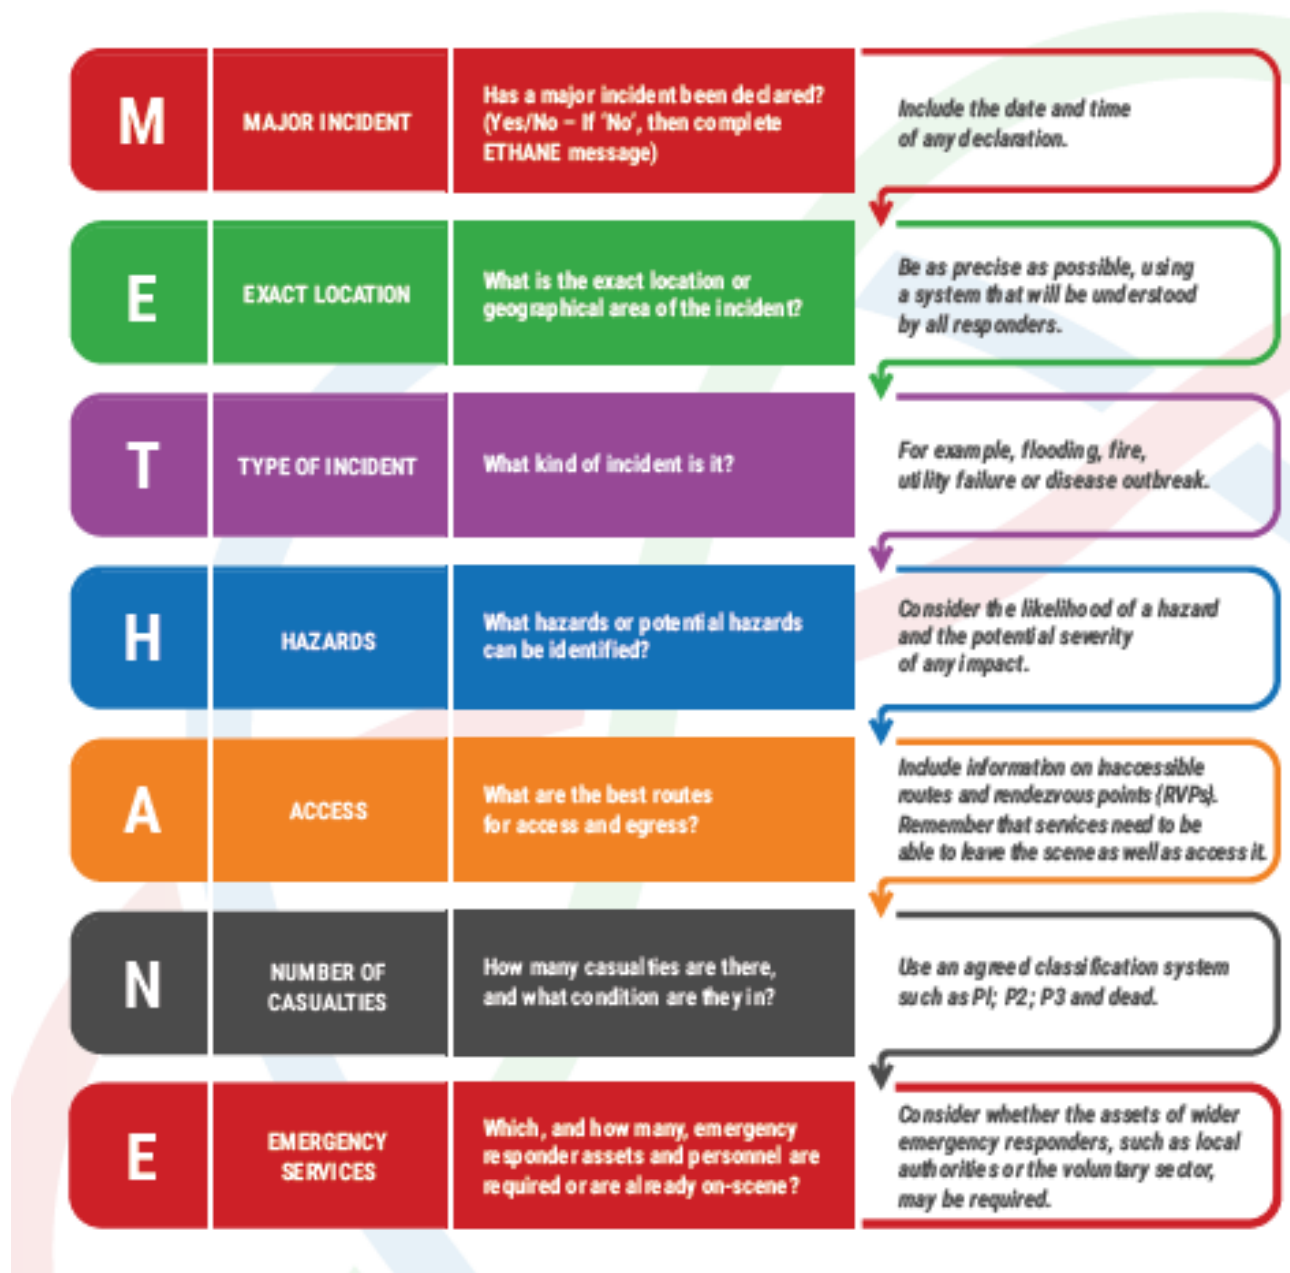 M
MAJOR INCIDENT
Has a major incident been declared?
(Yes/No – If ‘No’, then complete
ETHANE message)
Include the date and time
of any declaration.
E
EXACT LOCATION
What is the exact location or
geographical area of the incident?
Be as precise as possible, using
a system that will be understood
by all responders.
T
TYPE OF INCIDENT
What kind of incident is it?
For example, flooding, fire,
utility failure or disease outbreak.
H
HAZARDS
What hazards or potential hazards
can be identified?
Consider the likelihood of a hazard
and the potential severity
of any impact.
A
ACCESS
What are the best routes
for access and egress?
Include information on inaccessible
routes and rendezvous points (RVPs).
Remember that services need to be
able to leave the scene as well as access it.
N
NUMBER OF
CASUALTIES
How many casualties are there,
and what condition are they in?
Use an agreed classification system
such as Pl; P2; P3 and dead.
E
EMERGENCY
SERVICES
Which, and how many, emergency
responder assets and personnel are
required or are already on-scene?
Consider whether the assets of wider
emergency responders, such as local
authorities or the voluntary sector,
may be required.